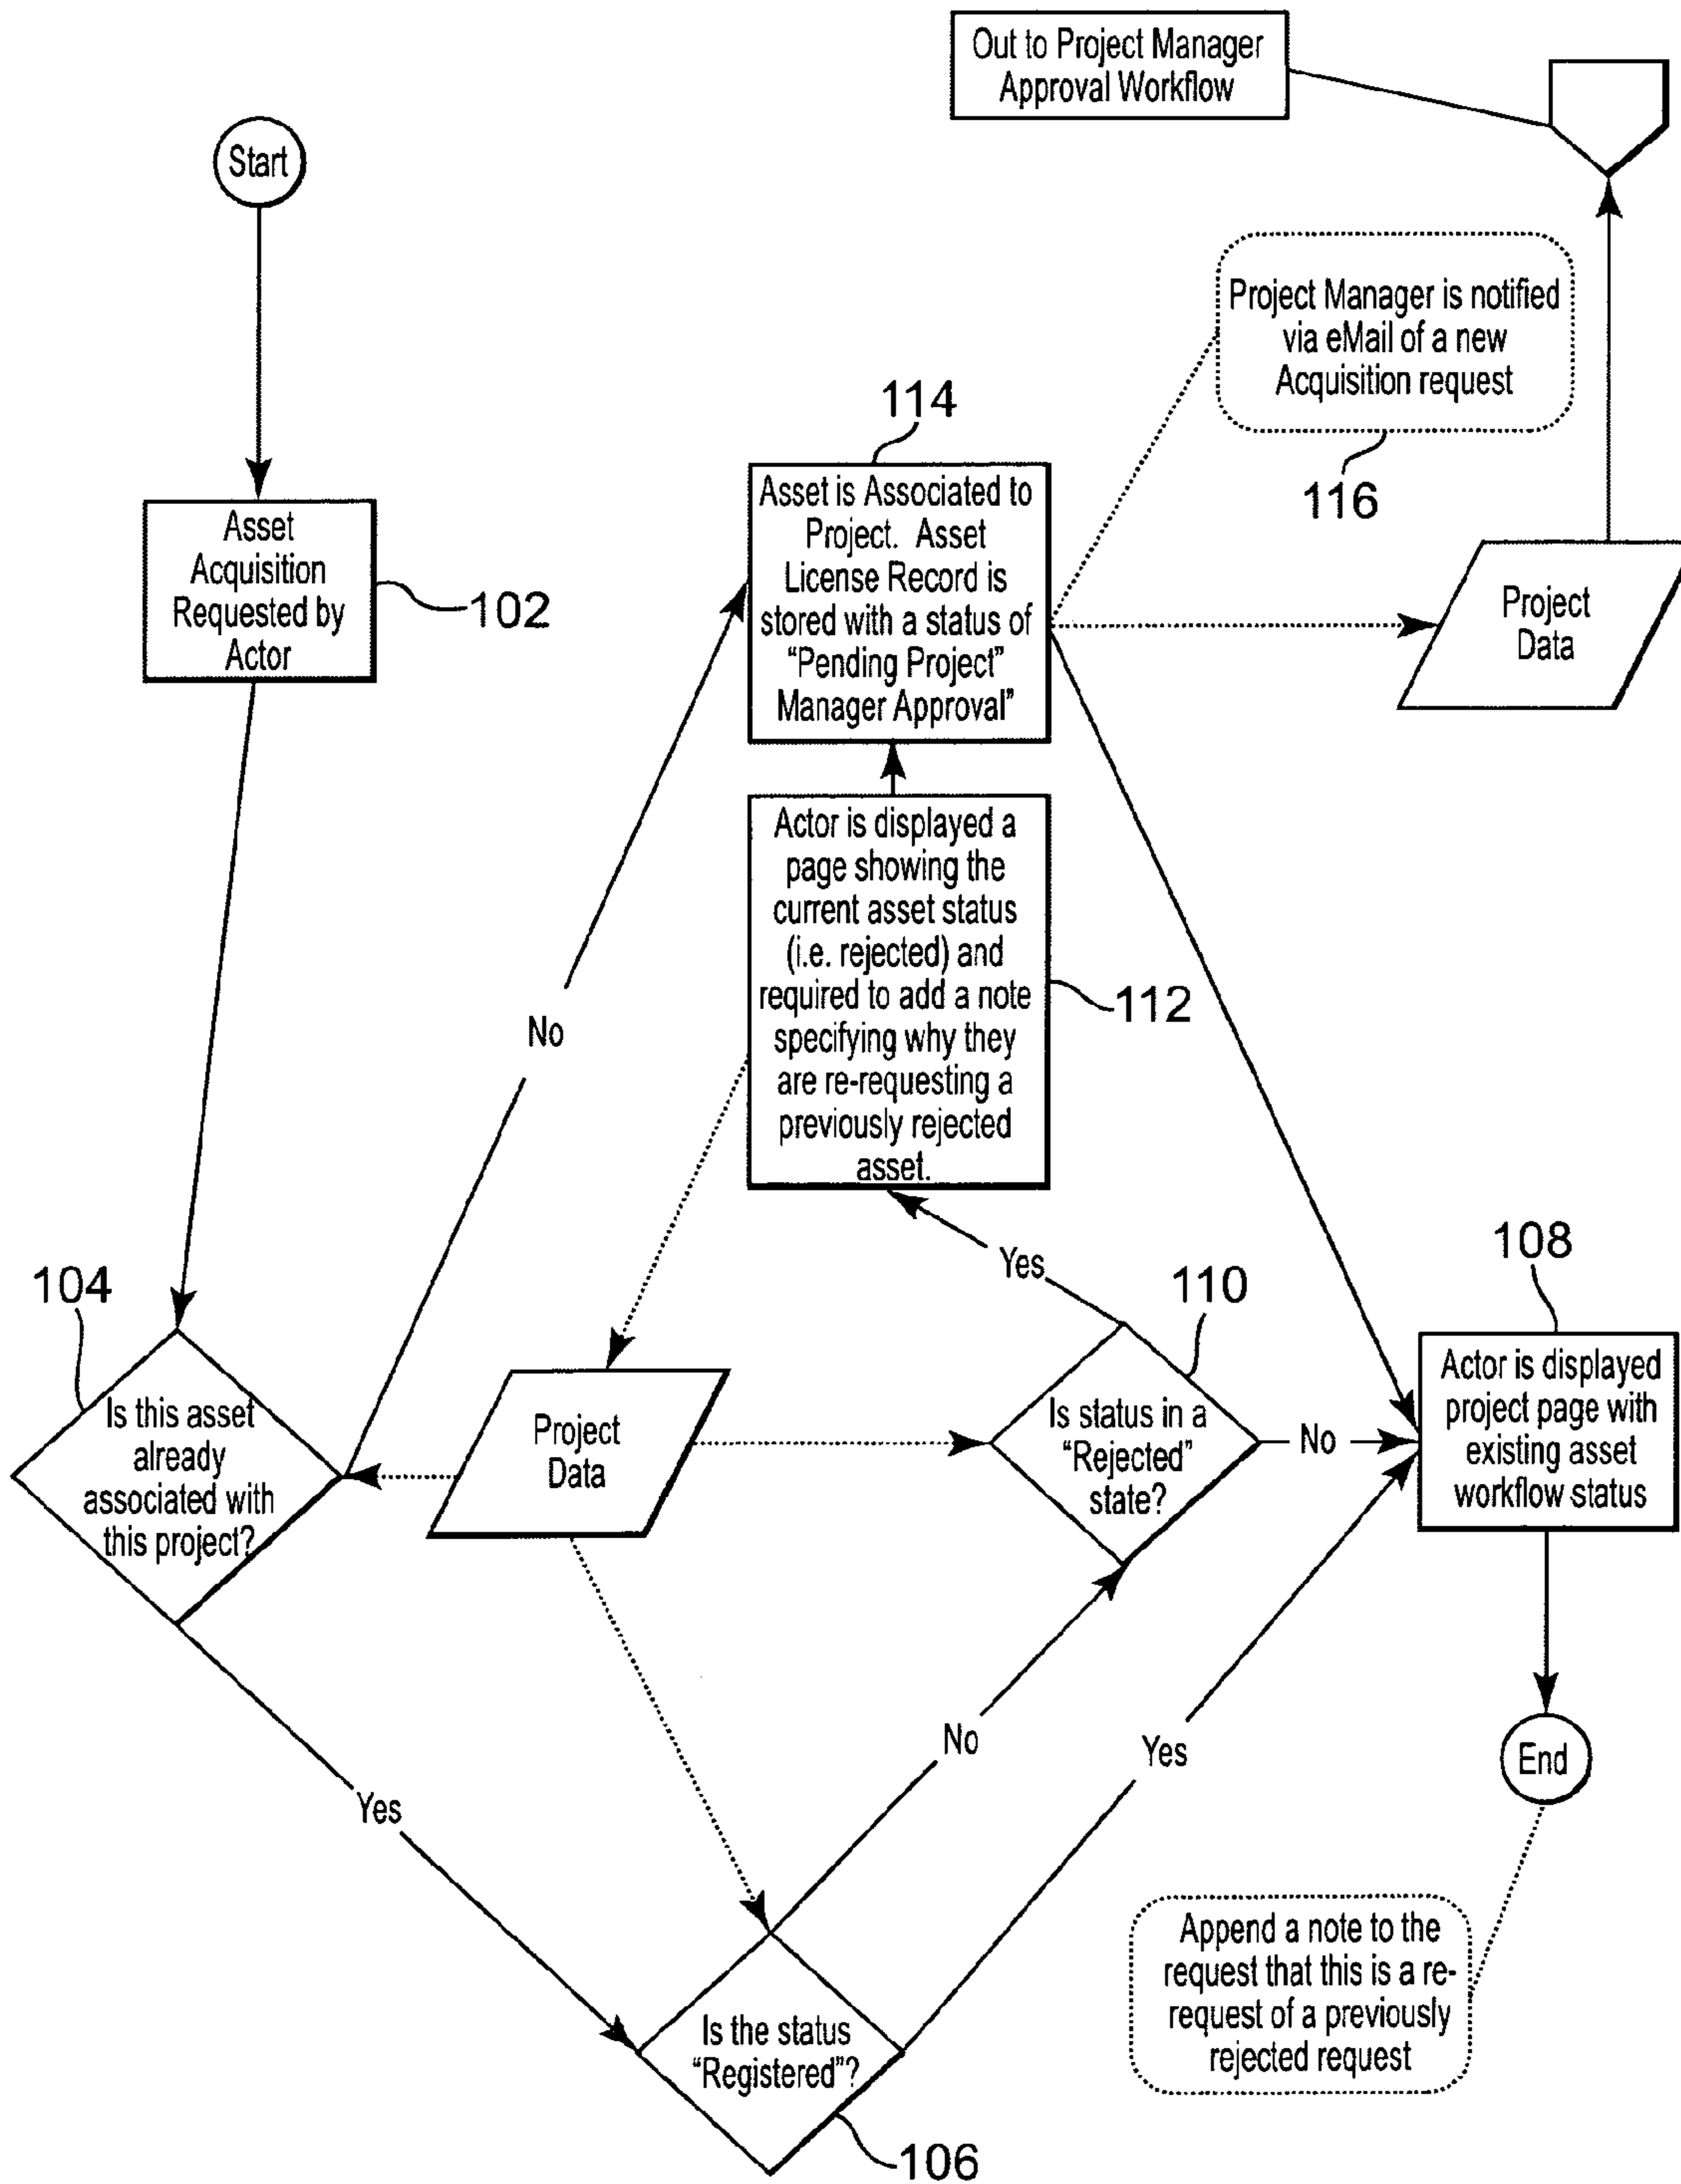 Out to Project Manager
Approval Workflow
Start
Project Manager is notified
via eMail of a new
Acquisition request
116
114
Asset is Associated to
Project. Asset
License Record is
stored with a status of
“Pending Project”
Manager Approval”
Asset
Acquisition
Requested by
Actor
102
Project
Data
Actor is displayed a
page showing the
current asset status
(i.e. rejected) and
required to add a note
specifying why they
are re-requesting a
previously rejected
asset.
112
No
Yes
104
Is this asset
already
associated with
this project?
Project
Data
110
Is status in a
“Rejected”
state?
No
108
Actor is displayed
project page with
existing asset
workflow status
No
Yes
End
Yes
Append a note to the
request that this is a re-
request of a previously
rejected request
Is the status
“Registered”?
106